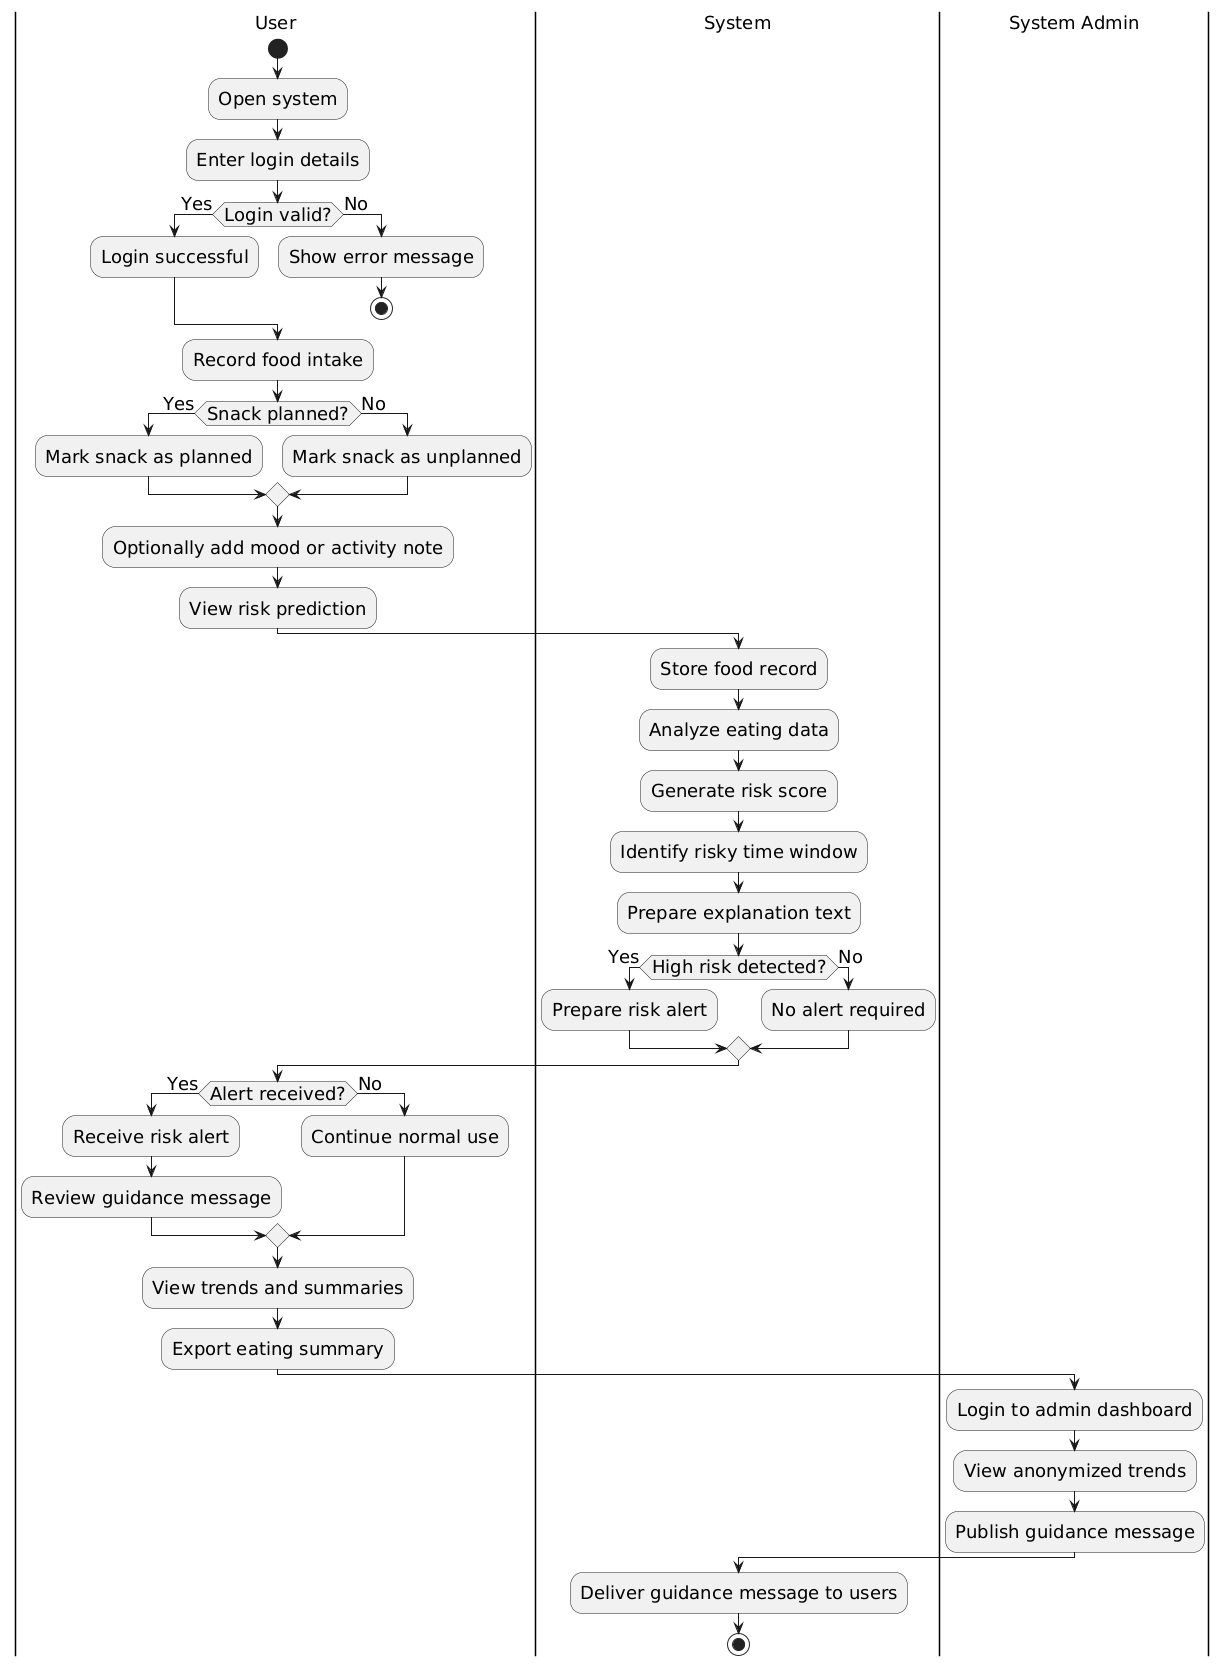 User
System
System Admin
Open system
Enter login details
Yes
Login valid?
No
Login successful
Show error message
Record food intake
Yes
Snack planned?
No
Mark snack as planned
Mark snack as unplanned
Optionally add mood or activity note
View risk prediction
Store food record
Analyze eating data
Generate risk score
Identify risky time window
Prepare explanation text
Yes
High risk detected?
No
Prepare risk alert
No alert required
Yes
Alert received?
No
Receive risk alert
Continue normal use
Review guidance message
View trends and summaries
Export eating summary
Login to admin dashboard
View anonymized trends
Publish guidance message
Deliver guidance message to users